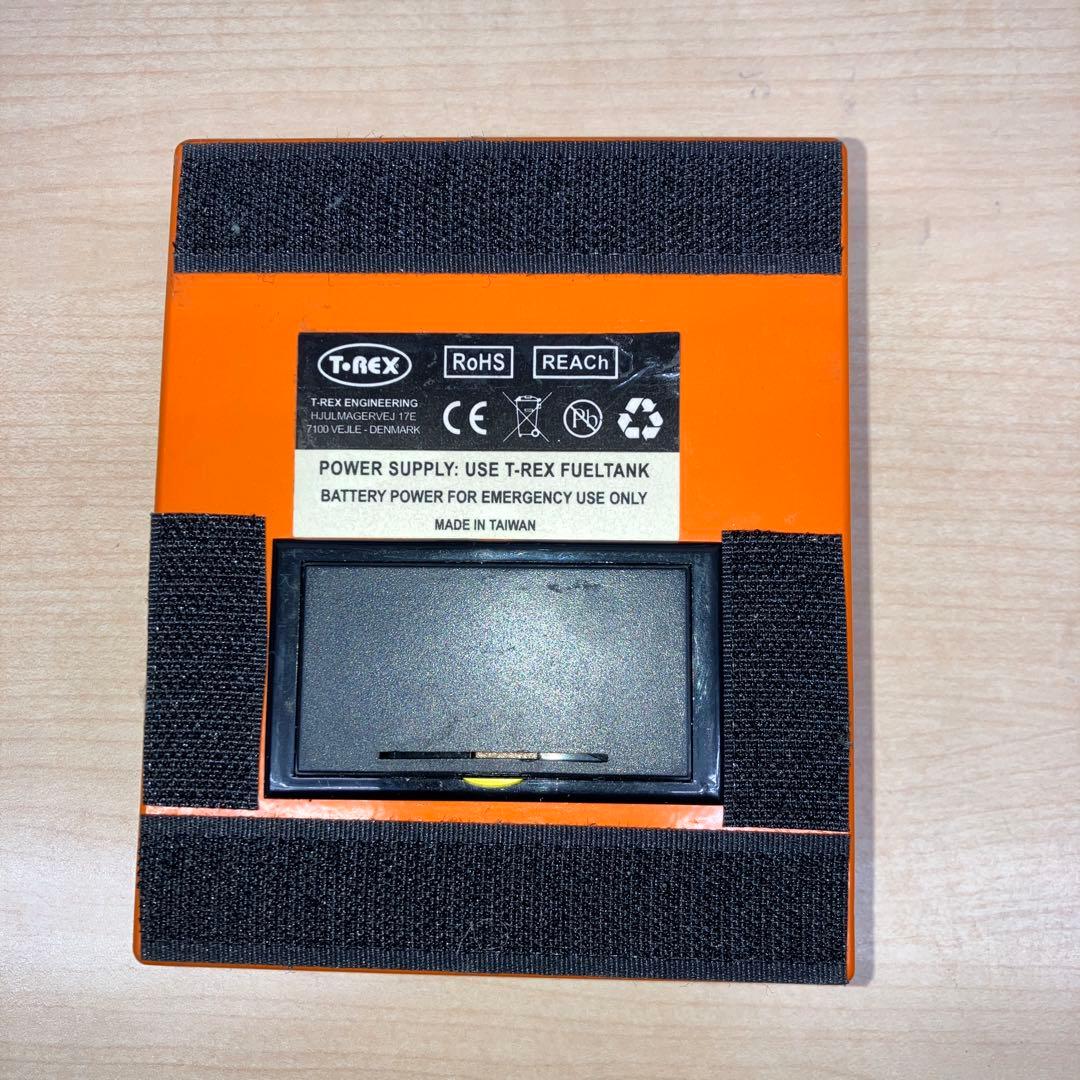 T•REX
RoHS
REACh
T-REX ENGINEERING
HJULMAGERVEJ 17E
7100 VEJLE - DENMARK
CE
Pb
POWER SUPPLY: USE T-REX FUELTANK
BATTERY POWER FOR EMERGENCY USE ONLY
MADE IN TAIWAN